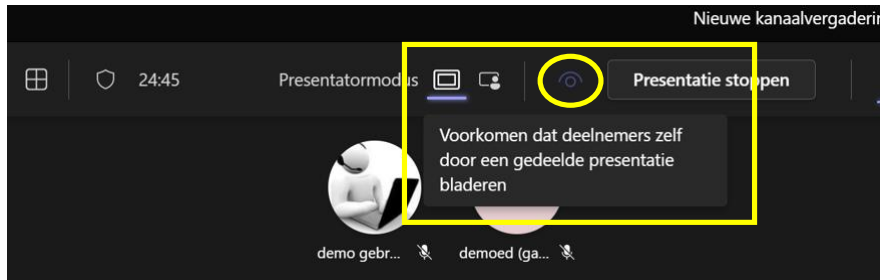 Nieuwe kanaalvergaderin
24:45 Presentatormodus Presentatie stoppen
Voorkomen dat deelnemers zelf
door een gedeelde presentatie
bladeren
demo gebr... demoed (ga...